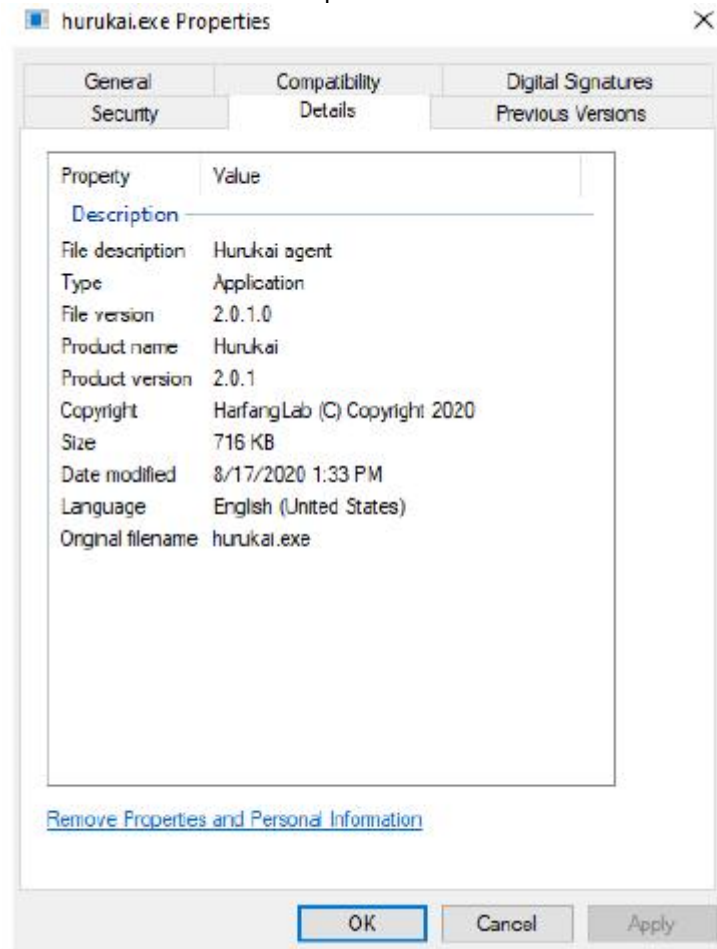 hurukai.exe Properties
General Compatibility Digital Signatures
Security Details Previous Versions
Property Value
Description
File description Hurukai agent
Type Application
File version 2.0.1.0
Product name Hurukai
Product version 2.0.1
Copyright HarfangLab (C) Copyright 2020
Size 716 KB
Date modified 8/17/2020 1:33 PM
Language English (United States)
Original filename hurukai.exe
Remove Properties and Personal Information
OK Cancel Apply